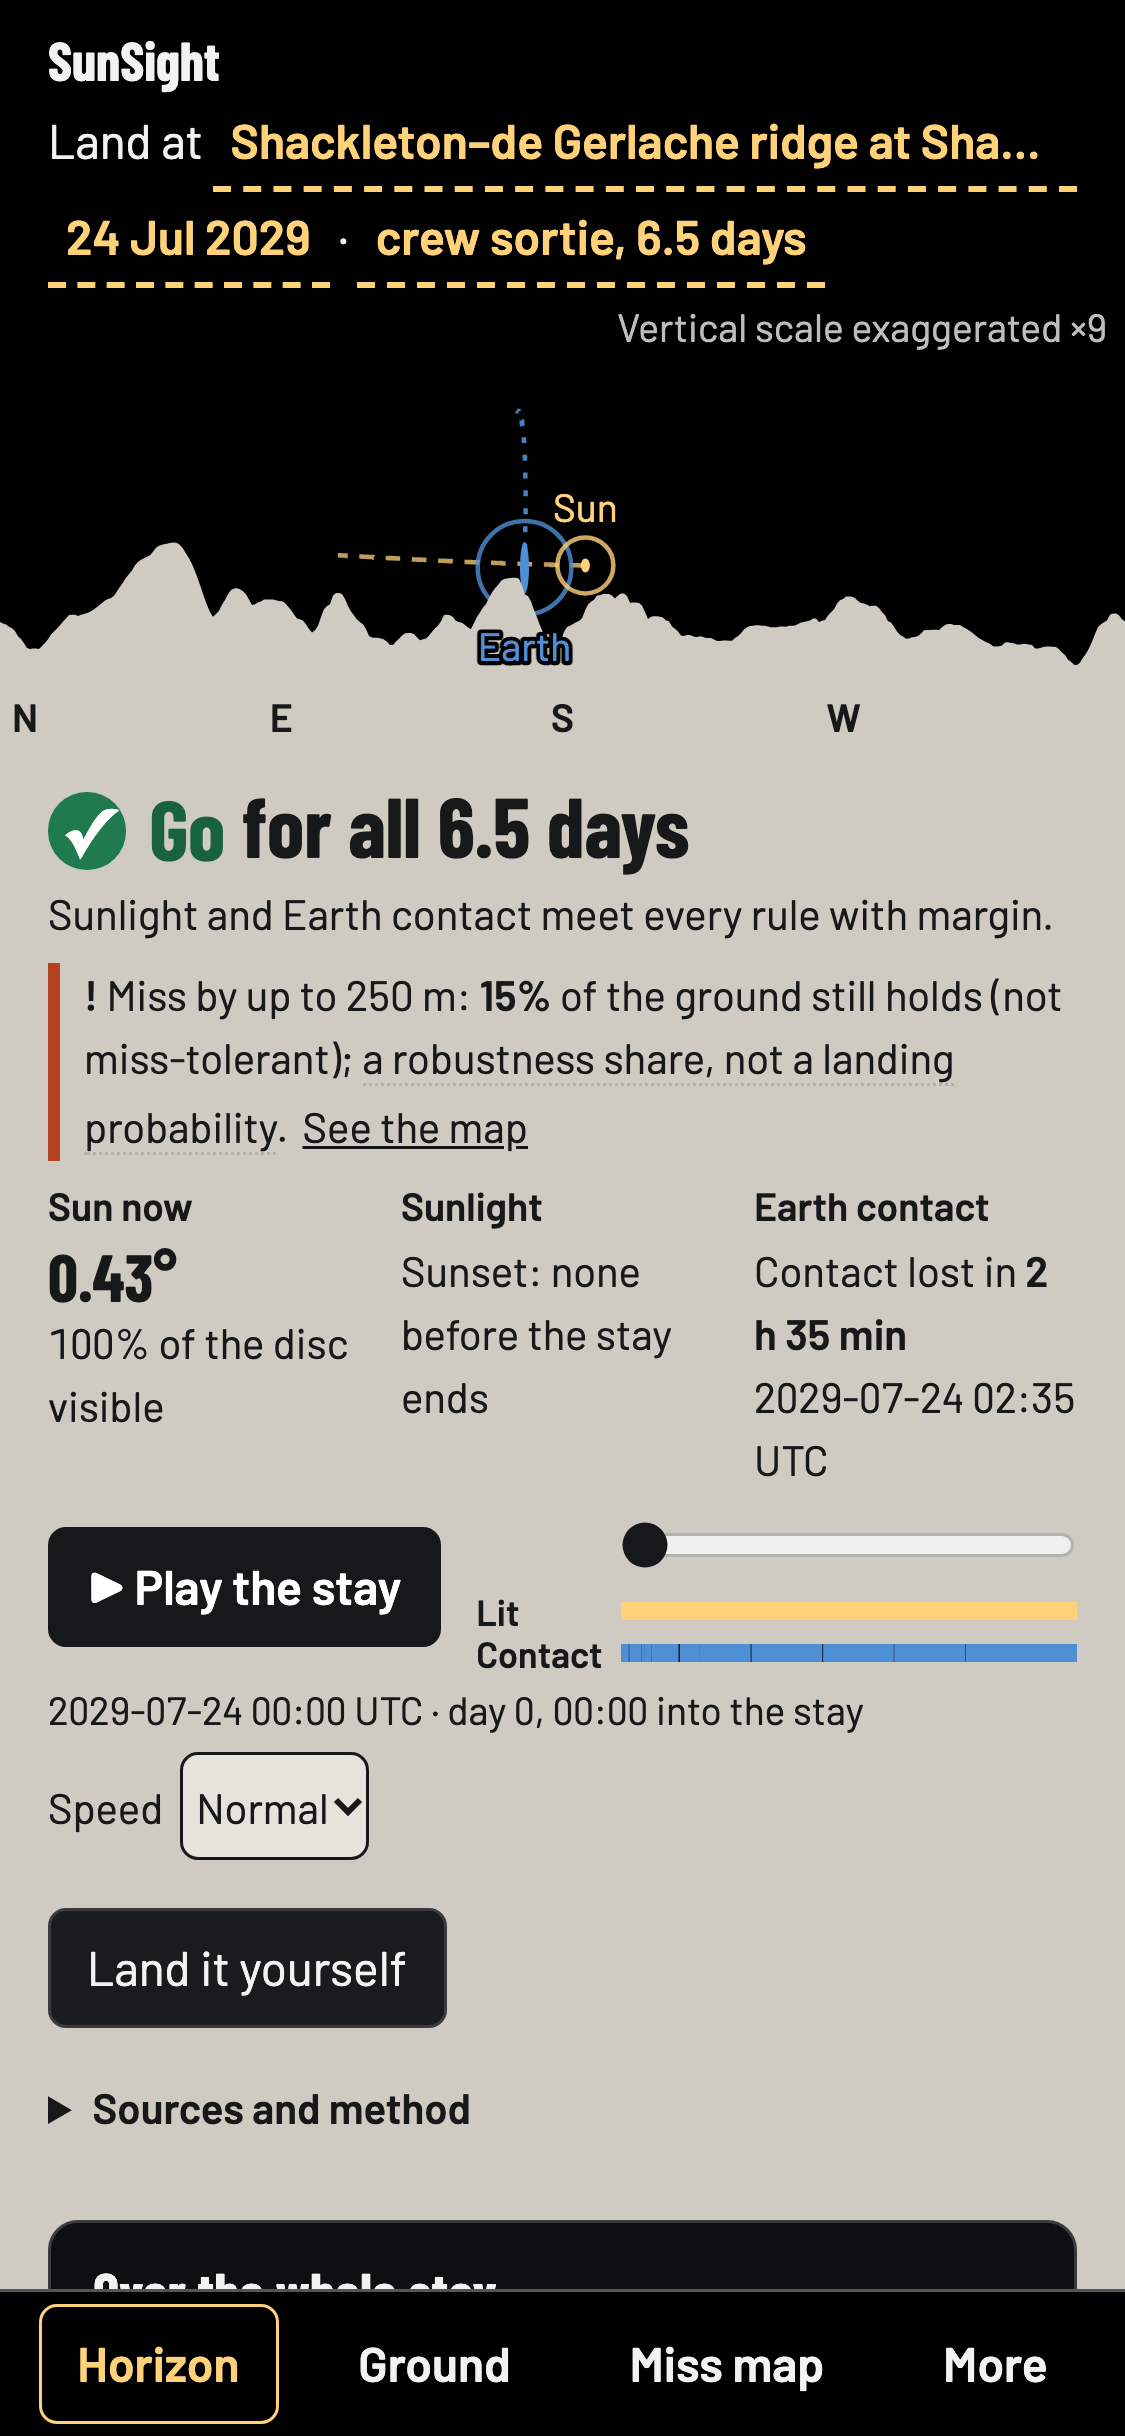 SunSight
Land at Shackleton–de Gerlache ridge at Sha...
24 Jul 2029 · crew sortie, 6.5 days
Vertical scale exaggerated ×9
Sun
Earth
N E S W
Go for all 6.5 days
Sunlight and Earth contact meet every rule with margin.
! Miss by up to 250 m: 15% of the ground still holds (not
miss-tolerant); a robustness share, not a landing
probability. See the map
Sun now
0.43°
100% of the disc
visible
Sunlight
Sunset: none
before the stay
ends
Earth contact
Contact lost in 2
h 35 min
2029-07-24 02:35
UTC
Play the stay
Lit
Contact
2029-07-24 00:00 UTC · day 0, 00:00 into the stay
Speed Normal
Land it yourself
Sources and method
Over the whole stay
Horizon Ground Miss map More